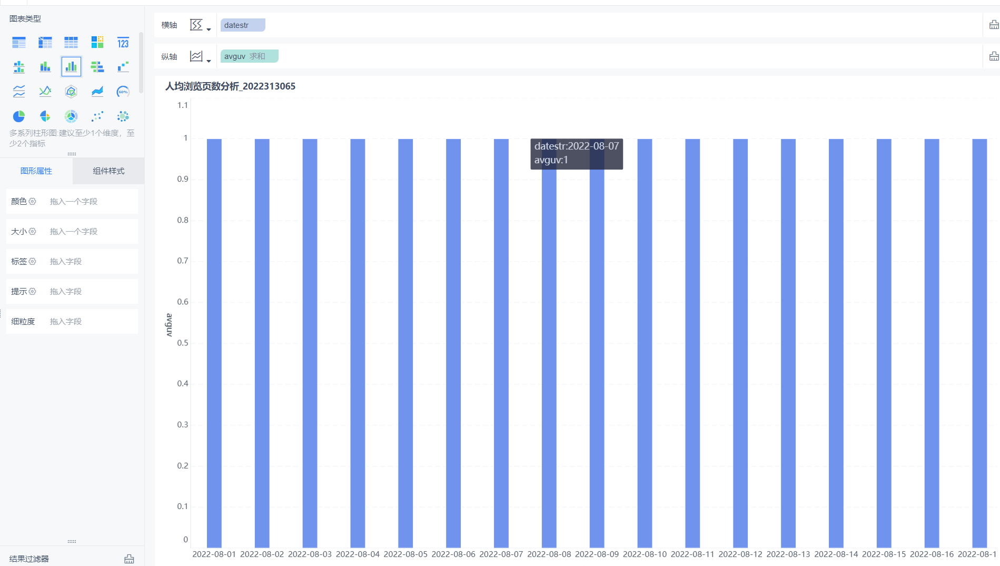 图表类型
123
60%
多系列柱形图:建议至少1个维度，至
少2个指标
图形属性
组件样式
颜色 拖入一个字段
大小 拖入一个字段
标签 拖入字段
提示 拖入字段
细粒度 拖入字段
结果过滤器
横轴 datestr
纵轴 avguv 求和
人均浏览页数分析_2022313065
1.1
1
0.9
0.8
0.7
0.6
0.5
0.4
0.3
0.2
0.1
0
avguv
datestr:2022-08-07
avguv:1
2022-08-01 2022-08-02 2022-08-03 2022-08-04 2022-08-05 2022-08-06 2022-08-07 2022-08-08 2022-08-09 2022-08-10 2022-08-11 2022-08-12 2022-08-13 2022-08-14 2022-08-15 2022-08-16 2022-08-1